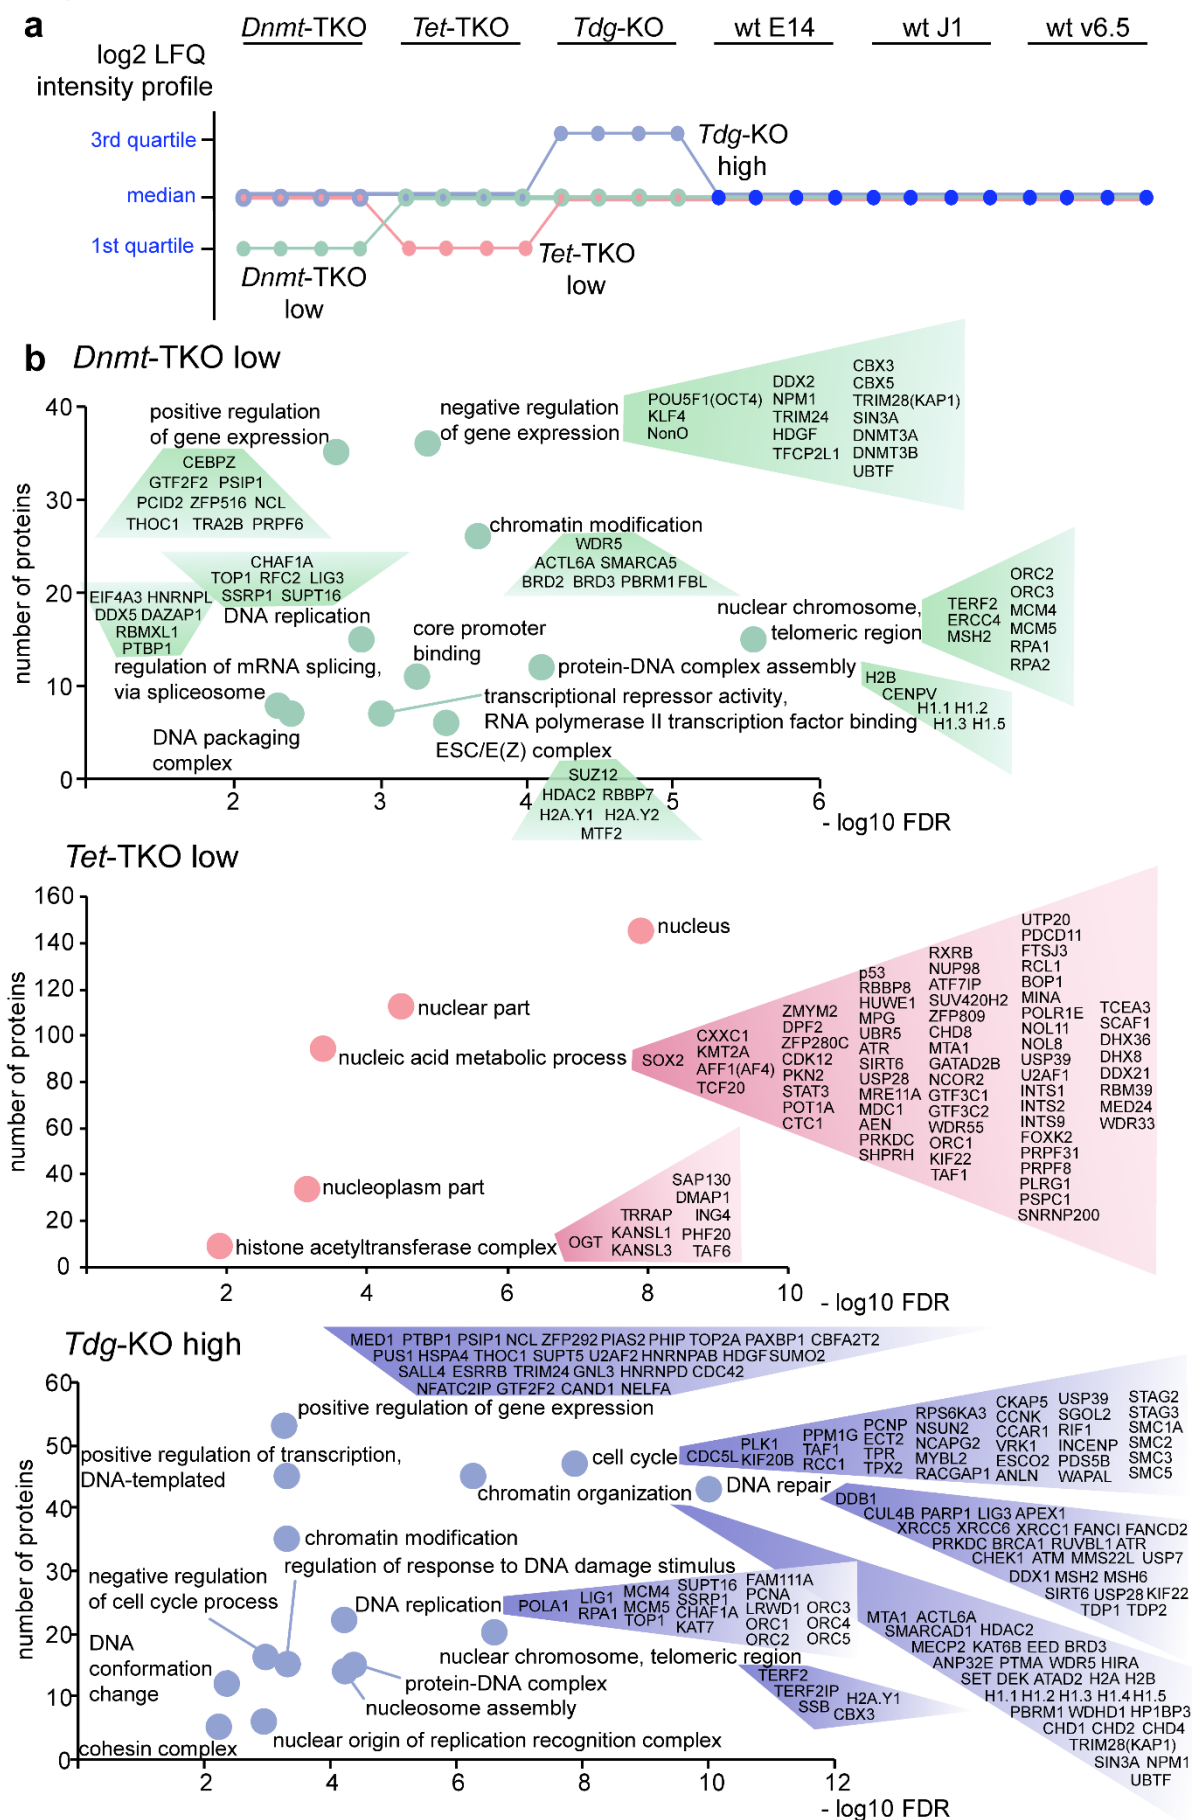 a
Dnmt-TKO Tet-TKO Tdg-KO wt E14 wt J1 wt v6.5
log2 LFQ
intensity profile
3rd quartile
median
1st quartile
Tdg-KO
high
Dnmt-TKO
low
Tet-TKO
low
b Dnmt-TKO low
number of proteins
40
30
20
10
0
2 3 4 5 6
- log10 FDR
positive regulation
of gene expression
CEBPZ
GTF2F2 PSIP1
PCID2 ZFP516 NCL
THOC1 TRA2B PRPF6
negative regulation
of gene expression
POU5F1(OCT4)
KLF4
NonO
DDX2
NPM1
TRIM24
HDGF
TFCP2L1
CBX3
CBX5
TRIM28(KAP1)
SIN3A
DNMT3A
DNMT3B
UBTF
chromatin modification
WDR5
ACTL6A SMARCA5
BRD2 BRD3 PBRM1 FBL
CHAF1A
TOP1 RFC2 LIG3
SSRP1 SUPT16
DNA replication
EIF4A3 HNRNPL
DDX5 DAZAP1
RBMXL1
PTBP1
regulation of mRNA splicing,
via spliceosome
DNA packaging
complex
core promoter
binding
nuclear chromosome,
telomeric region
TERF2
ERCC4
MSH2
ORC2
ORC3
MCM4
MCM5
RPA1
RPA2
protein-DNA complex assembly
H2B
CENPV
H1.1 H1.2
H1.3 H1.5
transcriptional repressor activity,
RNA polymerase II transcription factor binding
ESC/E(Z) complex
SUZ12
HDAC2 RBBP7
H2A.Y1 H2A.Y2
MTF2
Tet-TKO low
number of proteins
160
140
120
100
80
60
40
20
0
2 4 6 8 10
- log10 FDR
nucleus
nuclear part
nucleic acid metabolic process
SOX2
CXXC1
KMT2A
AFF1(AF4)
TCF20
ZMYM2
DPF2
ZFP280C
CDK12
PKN2
STAT3
POT1A
CTC1
p53
RBBP8
HUWE1
MPG
UBR5
ATR
SIRT6
USP28
MRE11A
MDC1
AEN
PRKDC
SHPRH
RXRB
NUP98
ATF7IP
SUV420H2
ZFP809
CHD8
MTA1
GATAD2B
NCOR2
GTF3C1
GTF3C2
WDR55
ORC1
KIF22
TAF1
UTP20
PDCD11
FTSJ3
RCL1
BOP1
MINA
POLR1E
NOL11
NOL8
USP39
U2AF1
INTS1
INTS2
INTS9
FOXK2
PRPF31
PRPF8
PLRG1
PSPC1
SNRNP200
TCEA3
SCAF1
DHX36
DHX8
DDX21
RBM39
MED24
WDR33
nucleoplasm part
histone acetyltransferase complex
OGT
TRRAP
KANSL1
KANSL3
SAP130
DMAP1
ING4
PHF20
TAF6
Tdg-KO high
number of proteins
60
50
40
30
20
10
0
2 4 6 8 10 12
- log10 FDR
MED1 PTBP1 PSIP1 NCL ZFP292 PIAS2 PHIP TOP2A PAXBP1 CBFA2T2
PUS1 HSPA4 THOC1 SUPT5 U2AF2 HNRNPAB HDGF SUMO2
SALL4 ESRRB TRIM24 GNL3 HNRNPD CDC42
NFATC2IP GTF2F2 CAND1 NELFA
positive regulation of gene expression
positive regulation of transcription,
DNA-templated
cell cycle
CDC5L
PLK1
KIF20B
PPM1G
TAF1
RCC1
PCNP
ECT2
TPR
TPX2
RPS6KA3
NSUN2
NCAPG2
MYBL2
RACGAP1
CKAP5
CCNK
CCAR1
VRK1
ESCO2
ANLN
USP39
SGOL2
RIF1
INCENP
PDS5B
WAPAL
STAG2
STAG3
SMC1A
SMC2
SMC3
SMC5
chromatin organization
DNA repair
DDB1
CUL4B PARP1 LIG3 APEX1
XRCC5 XRCC6 XRCC1 FANCI FANCD2
PRKDC BRCA1 RUVBL1 ATR
CHEK1 ATM MMS22L USP7
DDX1 MSH2 MSH6
SIRT6 USP28 KIF22
TDP1 TDP2
chromatin modification
regulation of response to DNA damage stimulus
negative regulation
of cell cycle process
DNA replication
POLA1
LIG1
RPA1
MCM4
MCM5
TOP1
SUPT16
SSRP1
CHAF1A
KAT7
FAM111A
PCNA
LRWD1
ORC1
ORC2
ORC3
ORC4
ORC5
MTA1 ACTL6A
SMARCAD1 HDAC2
MECP2 KAT6B EED BRD3
ANP32E PTMA WDR5 HIRA
SET DEK ATAD2 H2A H2B
H1.1 H1.2 H1.3 H1.4 H1.5
PBRM1 WDHD1 HP1BP3
CHD1 CHD2 CHD4
TRIM28(KAP1)
SIN3A NPM1
UBTF
nuclear chromosome, telomeric region
TERF2
TERF2IP
SSB
H2A.Y1
CBX3
DNA
conformation
change
protein-DNA complex
nucleosome assembly
nuclear origin of replication recognition complex
cohesin complex